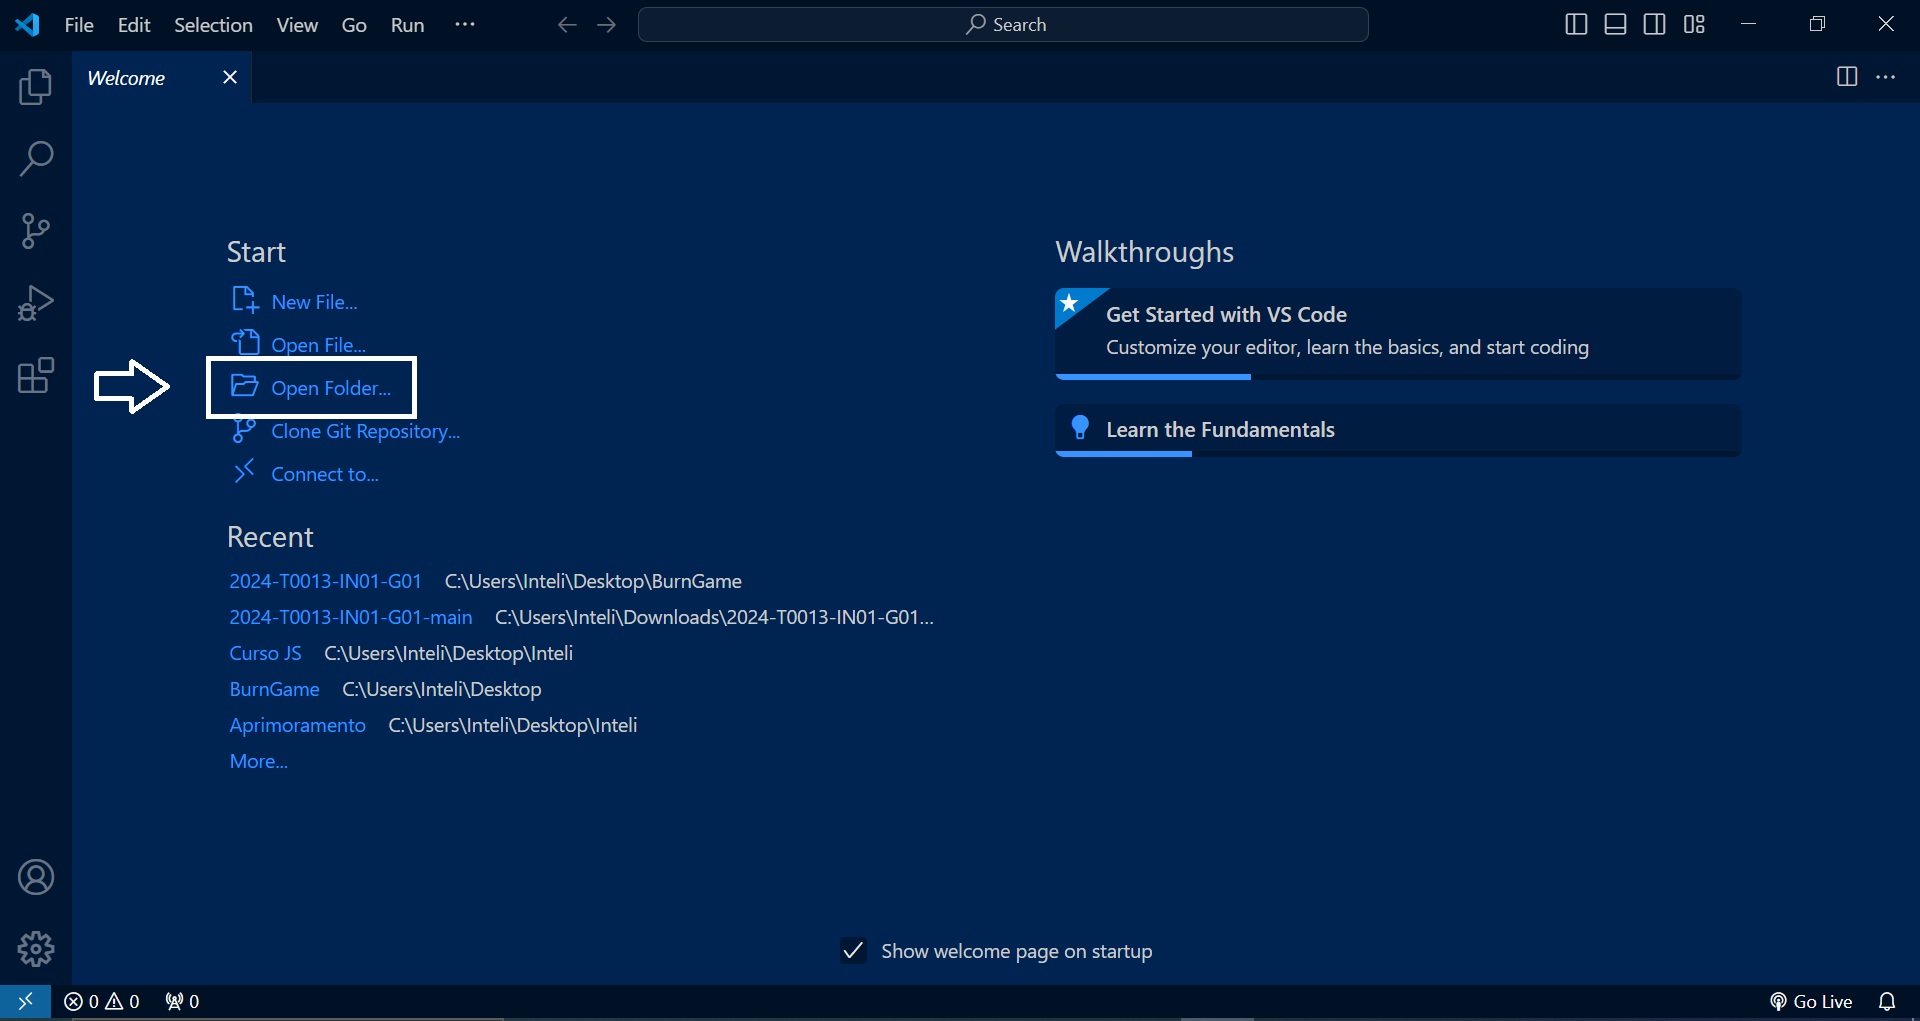 File Edit Selection View Go Run ··· Search
Welcome
Start
New File...
Open File...
Open Folder...
Clone Git Repository...
Connect to...
Recent
2024-T0013-IN01-G01 C:\Users\Inteli\Desktop\BurnGame
2024-T0013-IN01-G01-main C:\Users\Inteli\Downloads\2024-T0013-IN01-G01...
Curso JS C:\Users\Inteli\Desktop\Inteli
BurnGame C:\Users\Inteli\Desktop
Aprimoramento C:\Users\Inteli\Desktop\Inteli
More...
Walkthroughs
Get Started with VS Code
Customize your editor, learn the basics, and start coding
Learn the Fundamentals
Show welcome page on startup
0 0 0 Go Live